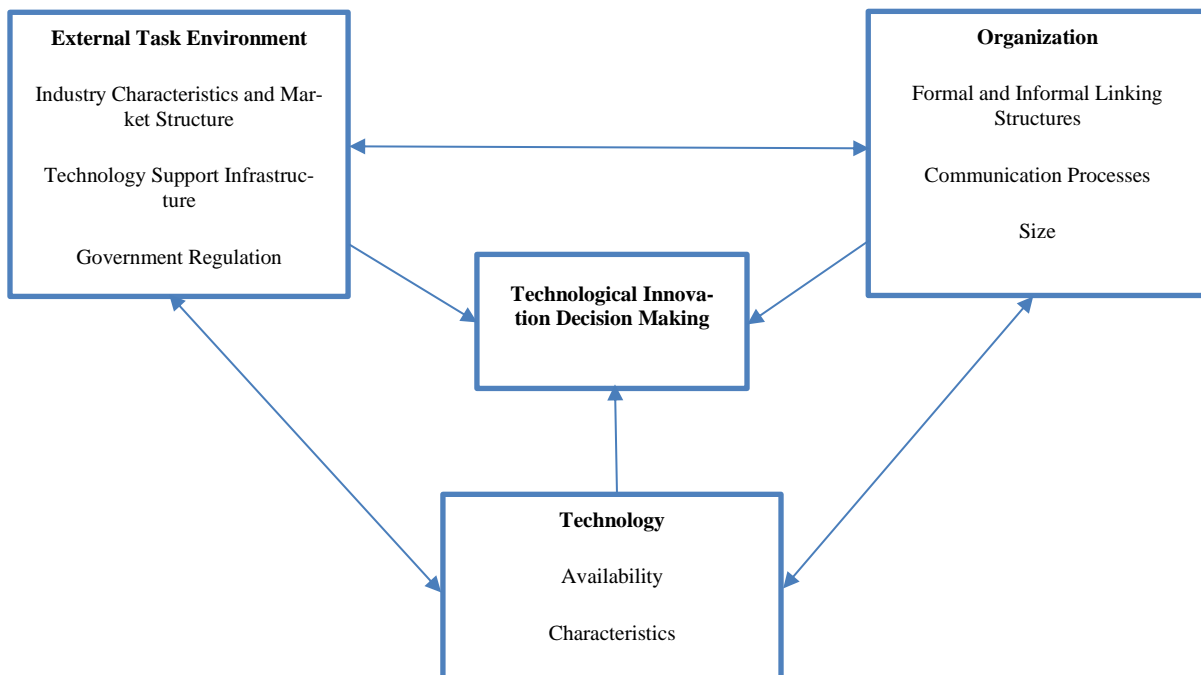 External Task Environment
Industry Characteristics and Mar-
ket Structure
Technology Support Infrastruc-
ture
Government Regulation
Organization
Formal and Informal Linking
Structures
Communication Processes
Size
Technological Innova-
tion Decision Making
Technology
Availability
Characteristics